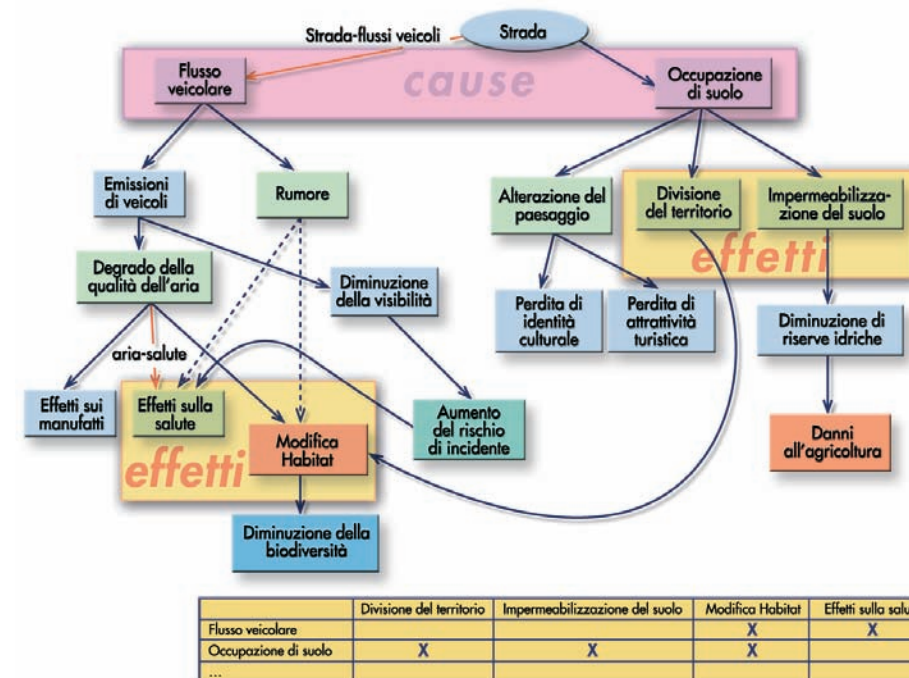 Strada-flussi veicoli
Strada
cause
Flusso
veicolare
Occupazione
di suolo
Emissioni
di veicoli
Rumore
Alterazione del
paesaggio
Divisione
del territorio
Impermeabilizza-
zione del suolo
effetti
Degrado della
qualità dell'aria
Diminuzione
della visibilità
Perdita di
identità
culturale
Perdita di
attrattività
turistica
Diminuzione di
riserve idriche
aria-salute
Effetti sui
manufatti
Effetti sulla
salute
Modifica
Habitat
effetti
Aumento
del rischio
di incidente
Danni
all'agricoltura
Diminuzione della
biodiversità
Divisione del territorio Impermeabilizzazione del suolo Modifica Habitat Effetti sulla salu
Flusso veicolare X X
Occupazione di suolo X X X
...